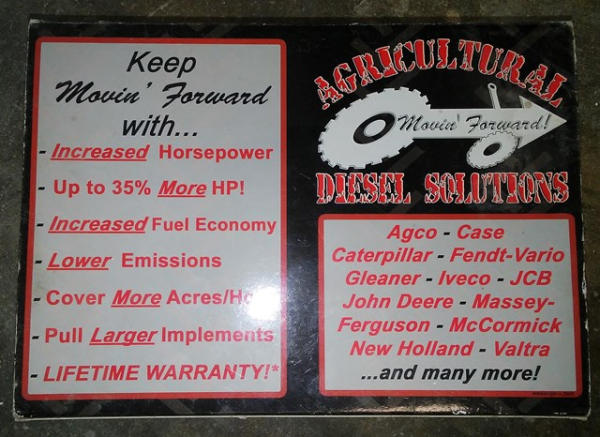 Keep
Movin' Forward
with...
- Increased Horsepower
- Up to 35% More HP!
- Increased Fuel Economy
- Lower Emissions
- Cover More Acres/Ho
- Pull Larger Implements
- LIFETIME WARRANTY!*
AGRICULTURAL
Movin' Forward!
DIESEL SOLUTIONS
Agco - Case
Caterpillar - Fendt-Vario
Gleaner - Iveco - JCB
John Deere - Massey-
Ferguson - McCormick
New Holland - Valtra
...and many more!